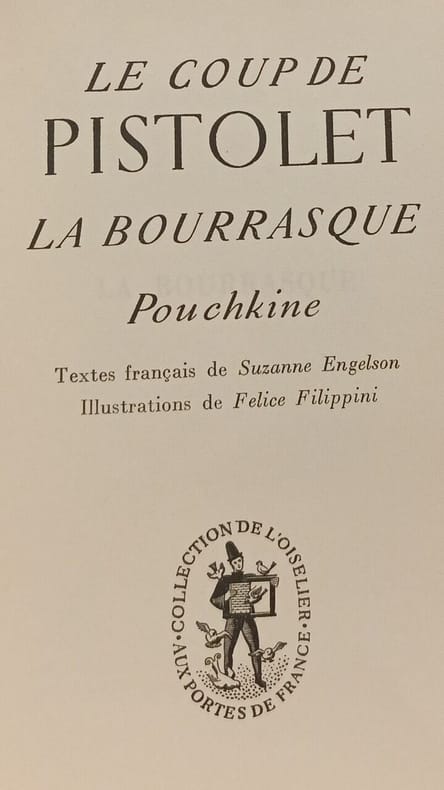 LE COUP DE
PISTOLET
LA BOURRASQUE
Pouchkine
Textes français de Suzanne Engelson
Illustrations de Felice Filippini
COLLECTION DE L'OISELIER
AUX PORTES DE FRANCE